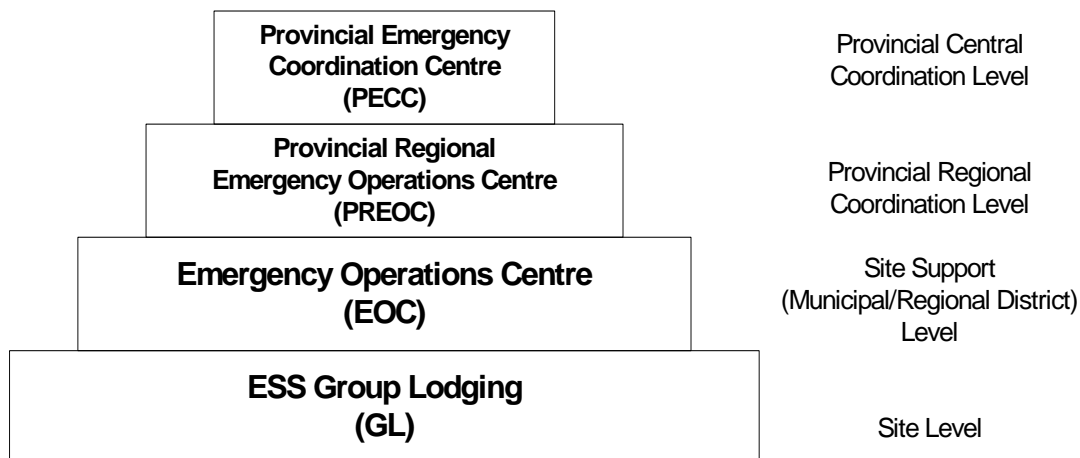 Provincial Emergency
Coordination Centre
(PECC)
Provincial Central
Coordination Level
Provincial Regional
Emergency Operations Centre
(PREOC)
Provincial Regional
Coordination Level
Emergency Operations Centre
(EOC)
Site Support
(Municipal/Regional District)
Level
ESS Group Lodging
(GL)
Site Level